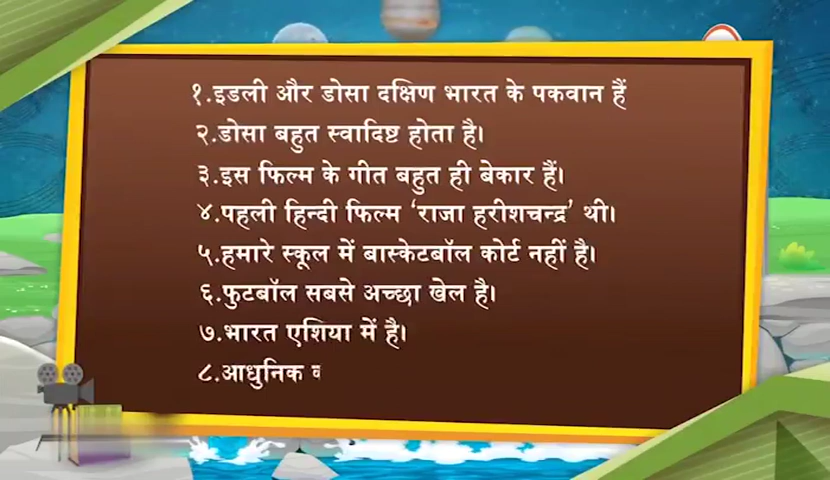 १.इडली और डोसा दक्षिण भारत के पकवान हैं
२.डोसा बहुत स्वादिष्ट होता है।
३.इस फिल्म के गीत बहुत ही बेकार हैं।
४.पहली हिन्दी फिल्म ‘राजा हरीशचन्द्र’ थी।
५.हमारे स्कूल में बास्केटबॉल कोर्ट नहीं है।
६.फुटबॉल सबसे अच्छा खेल है।
७.भारत एशिया में है।
८.आधुनिक